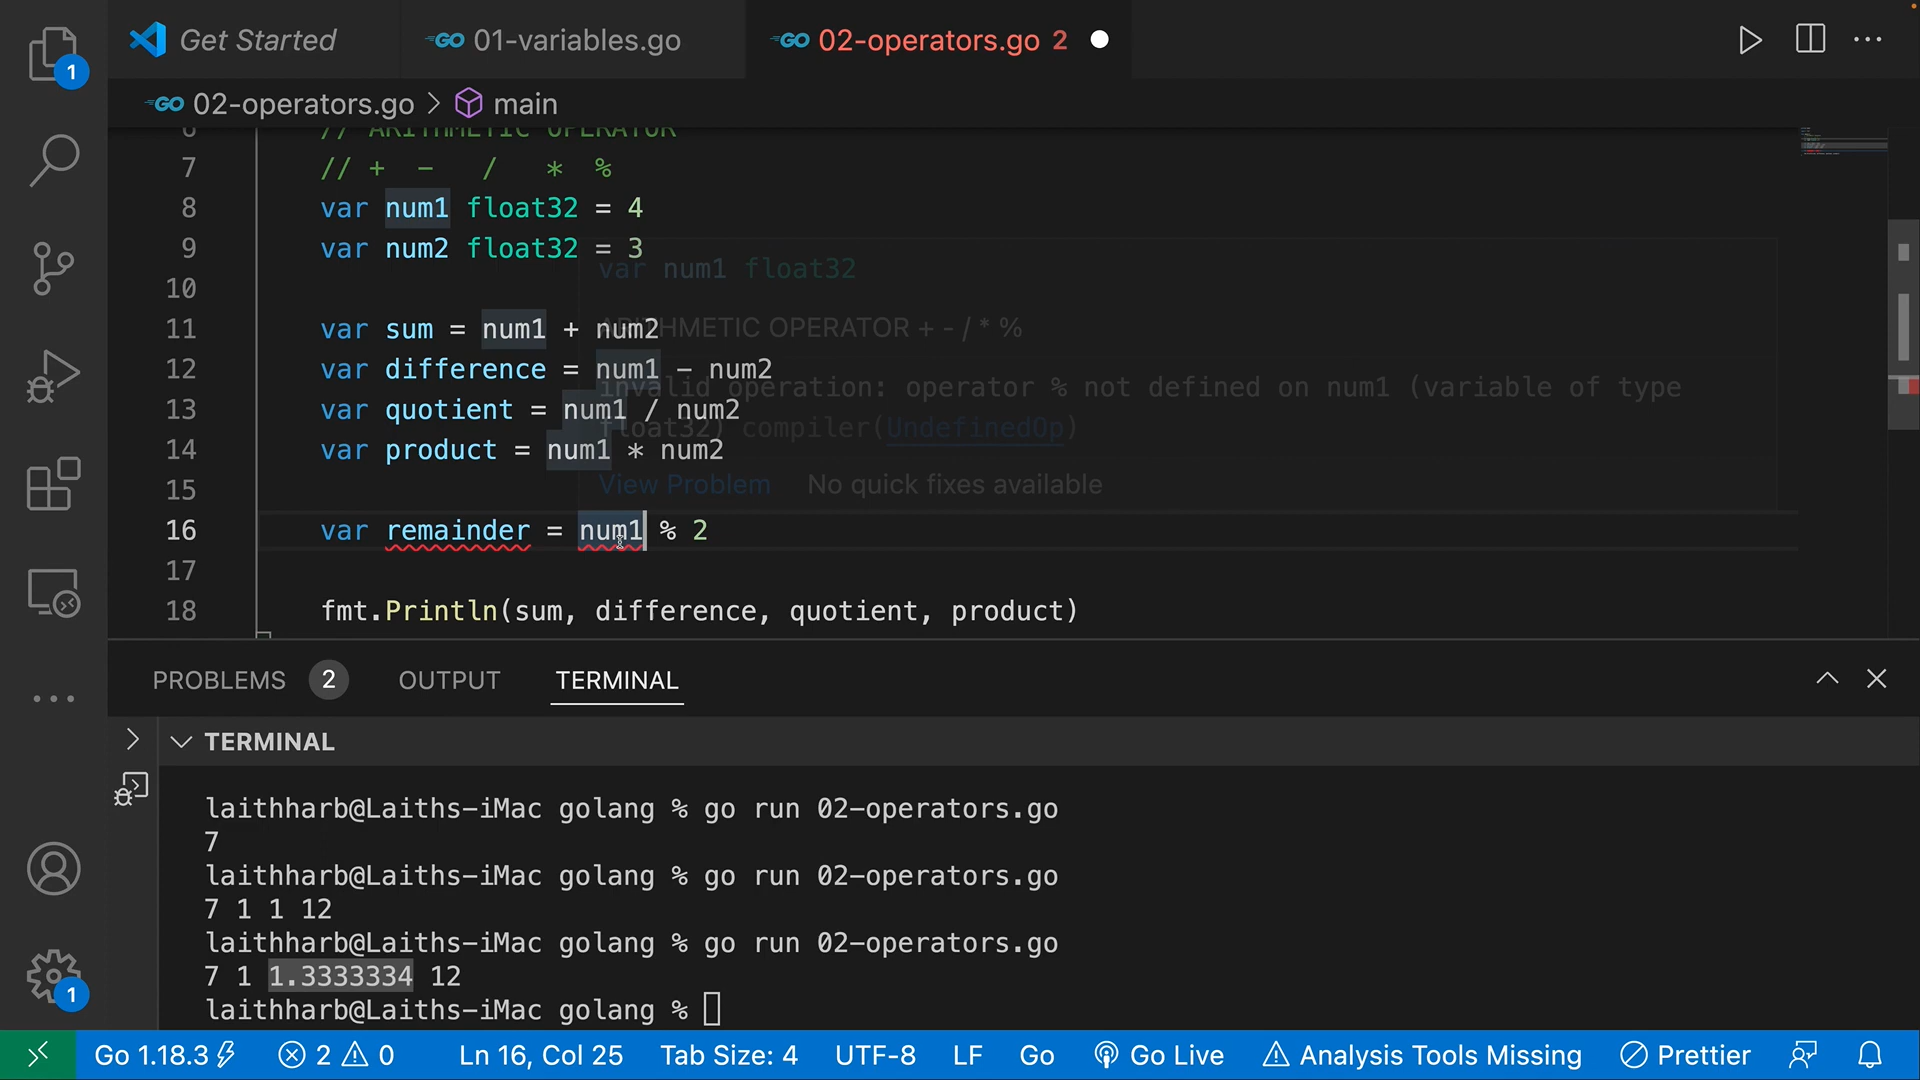 Get Started
GO 01-variables.go
GO 02-operators.go 2
GO 02-operators.go > main
6 // ARITHMETIC OPERATOR
7 // + - / * %
8 var num1 float32 = 4
9 var num2 float32 = 3
10
11 var sum = num1 + num2
12 var difference = num1 - num2
13 var quotient = num1 / num2
14 var product = num1 * num2
15
16 var remainder = num1 % 2
17
18 fmt.Println(sum, difference, quotient, product)
var num1 float32
ARITHMETIC OPERATOR + - / * %
invalid operation: operator % not defined on num1 (variable of type
float32) compiler(UndefinedOp)
View Problem No quick fixes available
1
PROBLEMS 2 OUTPUT TERMINAL
TERMINAL
laithharb@Laiths-iMac golang % go run 02-operators.go
7
laithharb@Laiths-iMac golang % go run 02-operators.go
7 1 1 12
laithharb@Laiths-iMac golang % go run 02-operators.go
7 1 1.3333334 12
laithharb@Laiths-iMac golang %
1
Go 1.18.3 2 0 Ln 16, Col 25 Tab Size: 4 UTF-8 LF Go Go Live Analysis Tools Missing Prettier